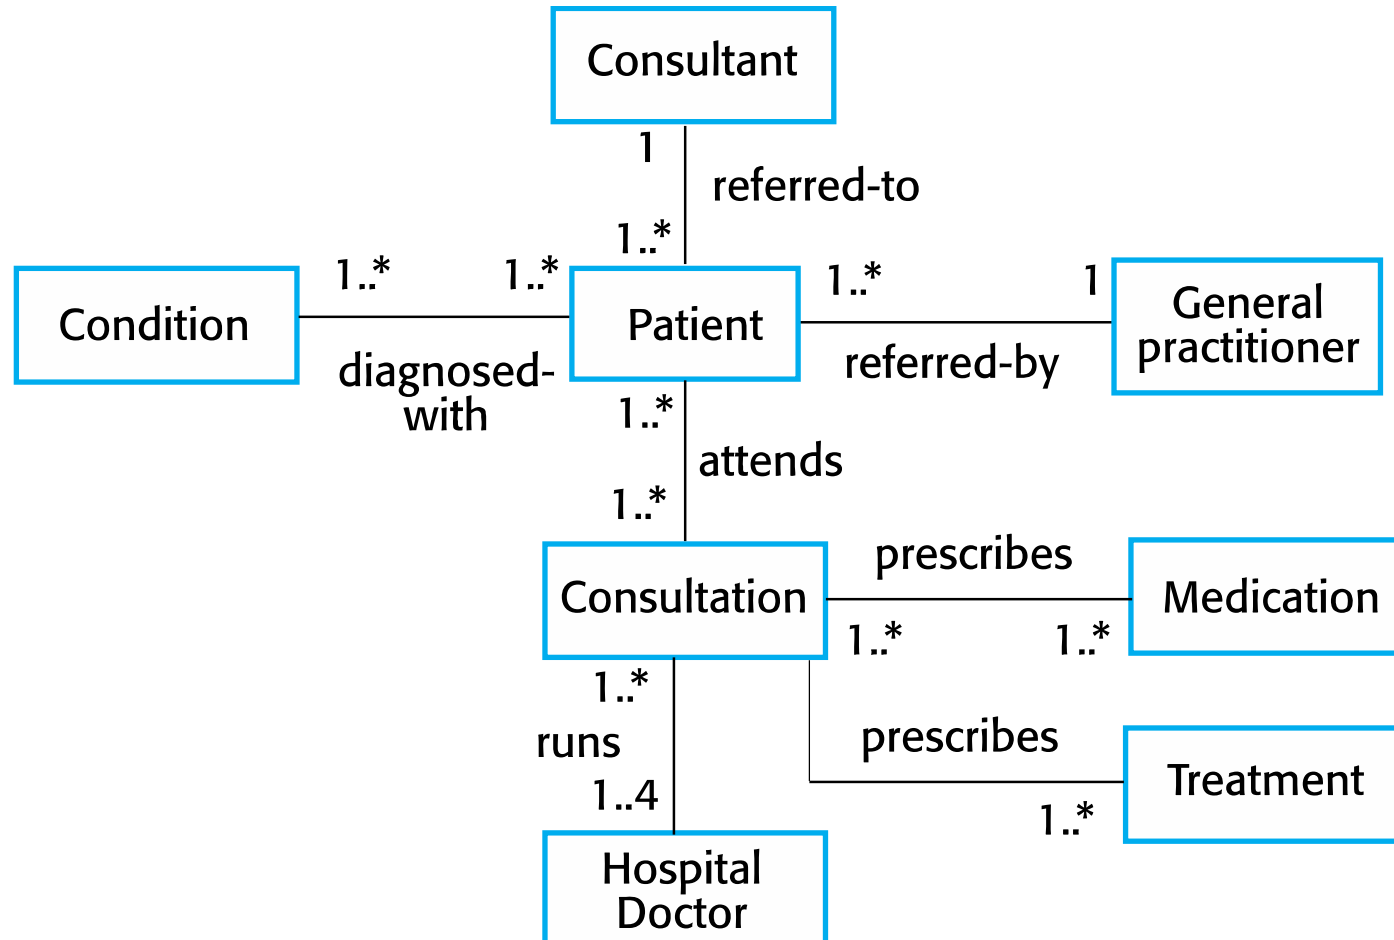 Consultant
1
referred-to
1..*
1..*
1..*
1..*
1
Condition
Patient
General
practitioner
diagnosed-
with
referred-by
1..*
attends
1..*
prescribes
Consultation
Medication
1..*
1..*
1..*
runs
prescribes
1..4
Treatment
1..*
Hospital
Doctor